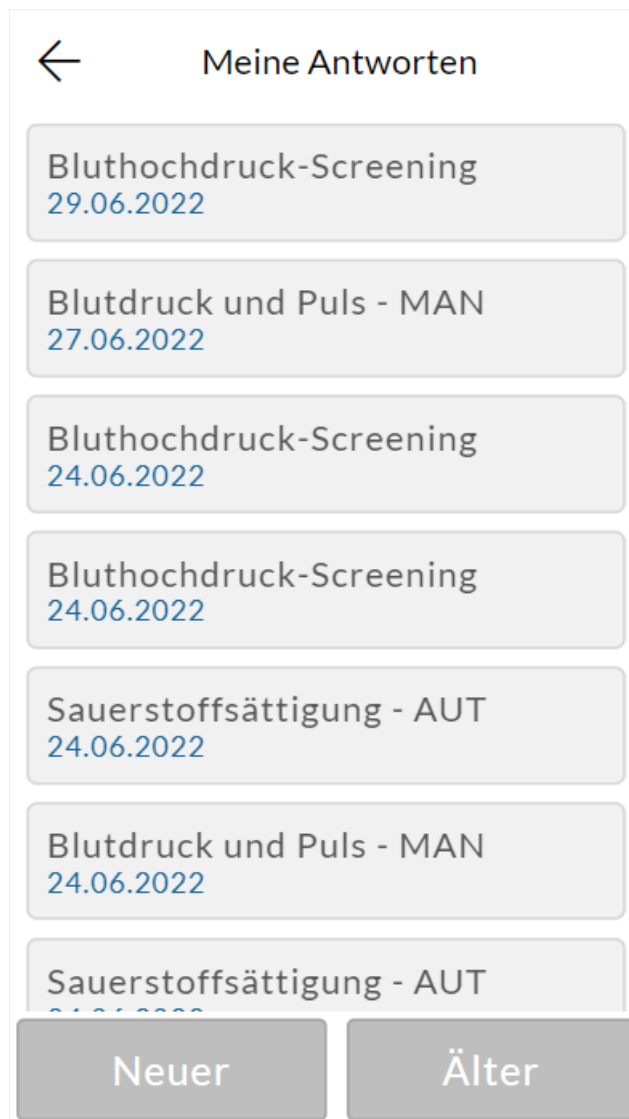 Meine Antworten
Bluthochdruck-Screening
29.06.2022
Blutdruck und Puls - MAN
27.06.2022
Bluthochdruck-Screening
24.06.2022
Bluthochdruck-Screening
24.06.2022
Sauerstoffsättigung - AUT
24.06.2022
Blutdruck und Puls - MAN
24.06.2022
Sauerstoffsättigung - AUT
Neuer
Älter